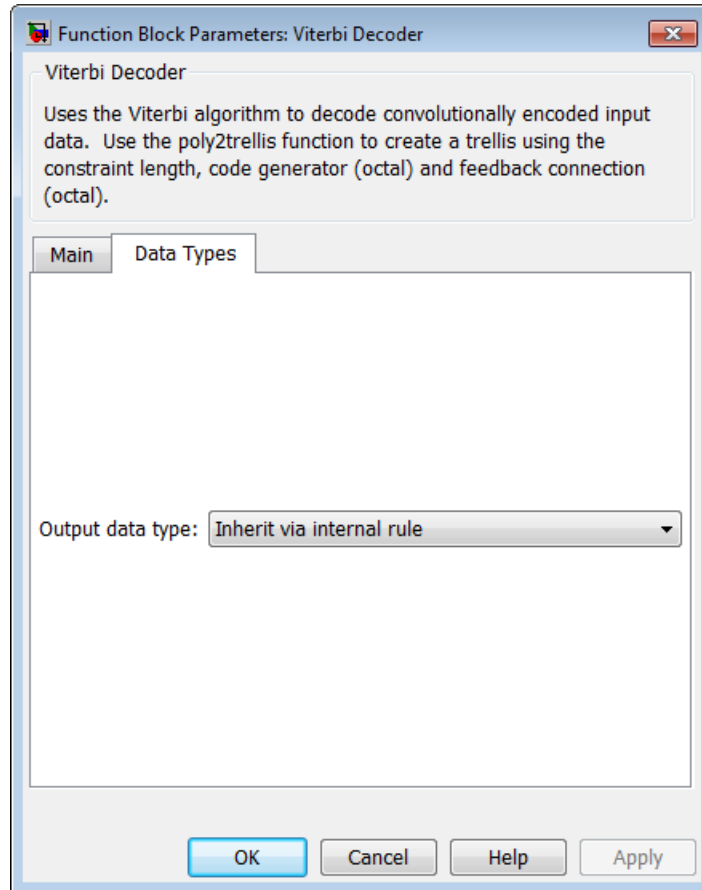 Function Block Parameters: Viterbi Decoder
Viterbi Decoder
Uses the Viterbi algorithm to decode convolutionally encoded input
data.  Use the poly2trellis function to create a trellis using the
constraint length, code generator (octal) and feedback connection
(octal).
Main Data Types
Output data type: Inherit via internal rule
OK Cancel Help Apply